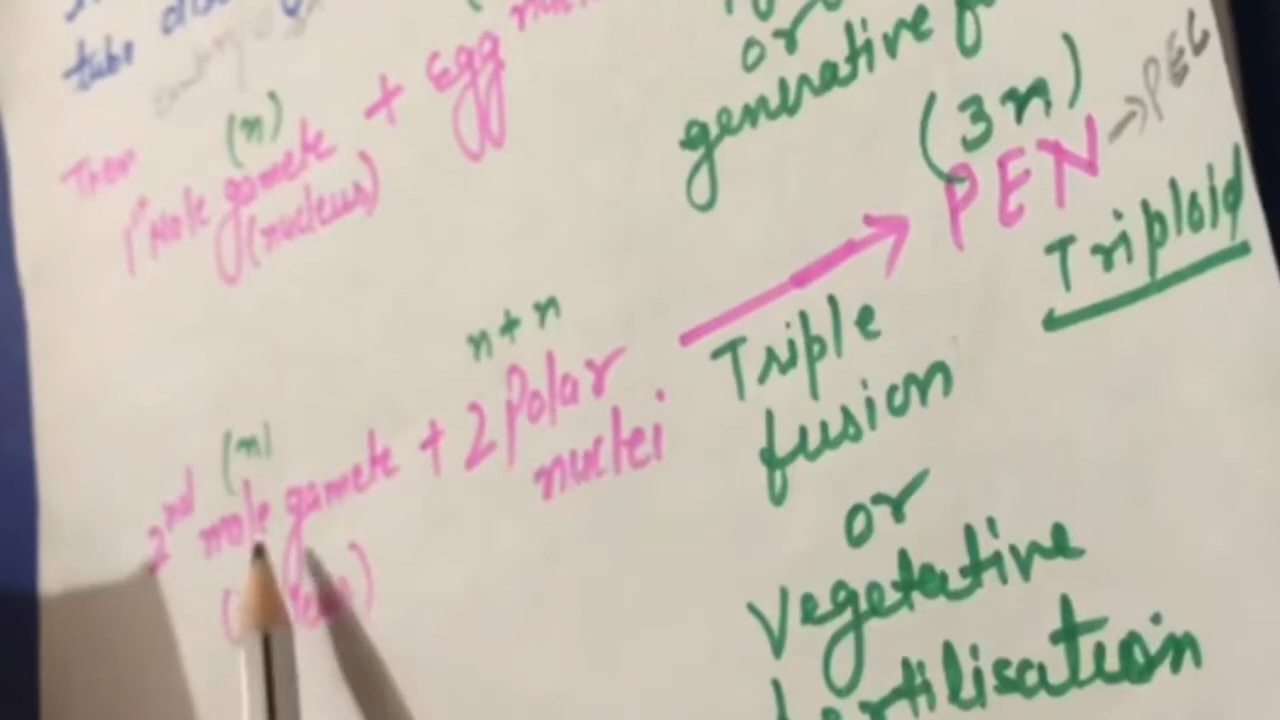 tube
or
generative
Then
(n)
1st Male gamete + Egg
(nucleus)
(3n)
PEN → PEC
Triploid
n + n
(n)
2nd male gamete + 2 Polar
nuclei
Triple
fusion
or
Vegetative
fertilisation